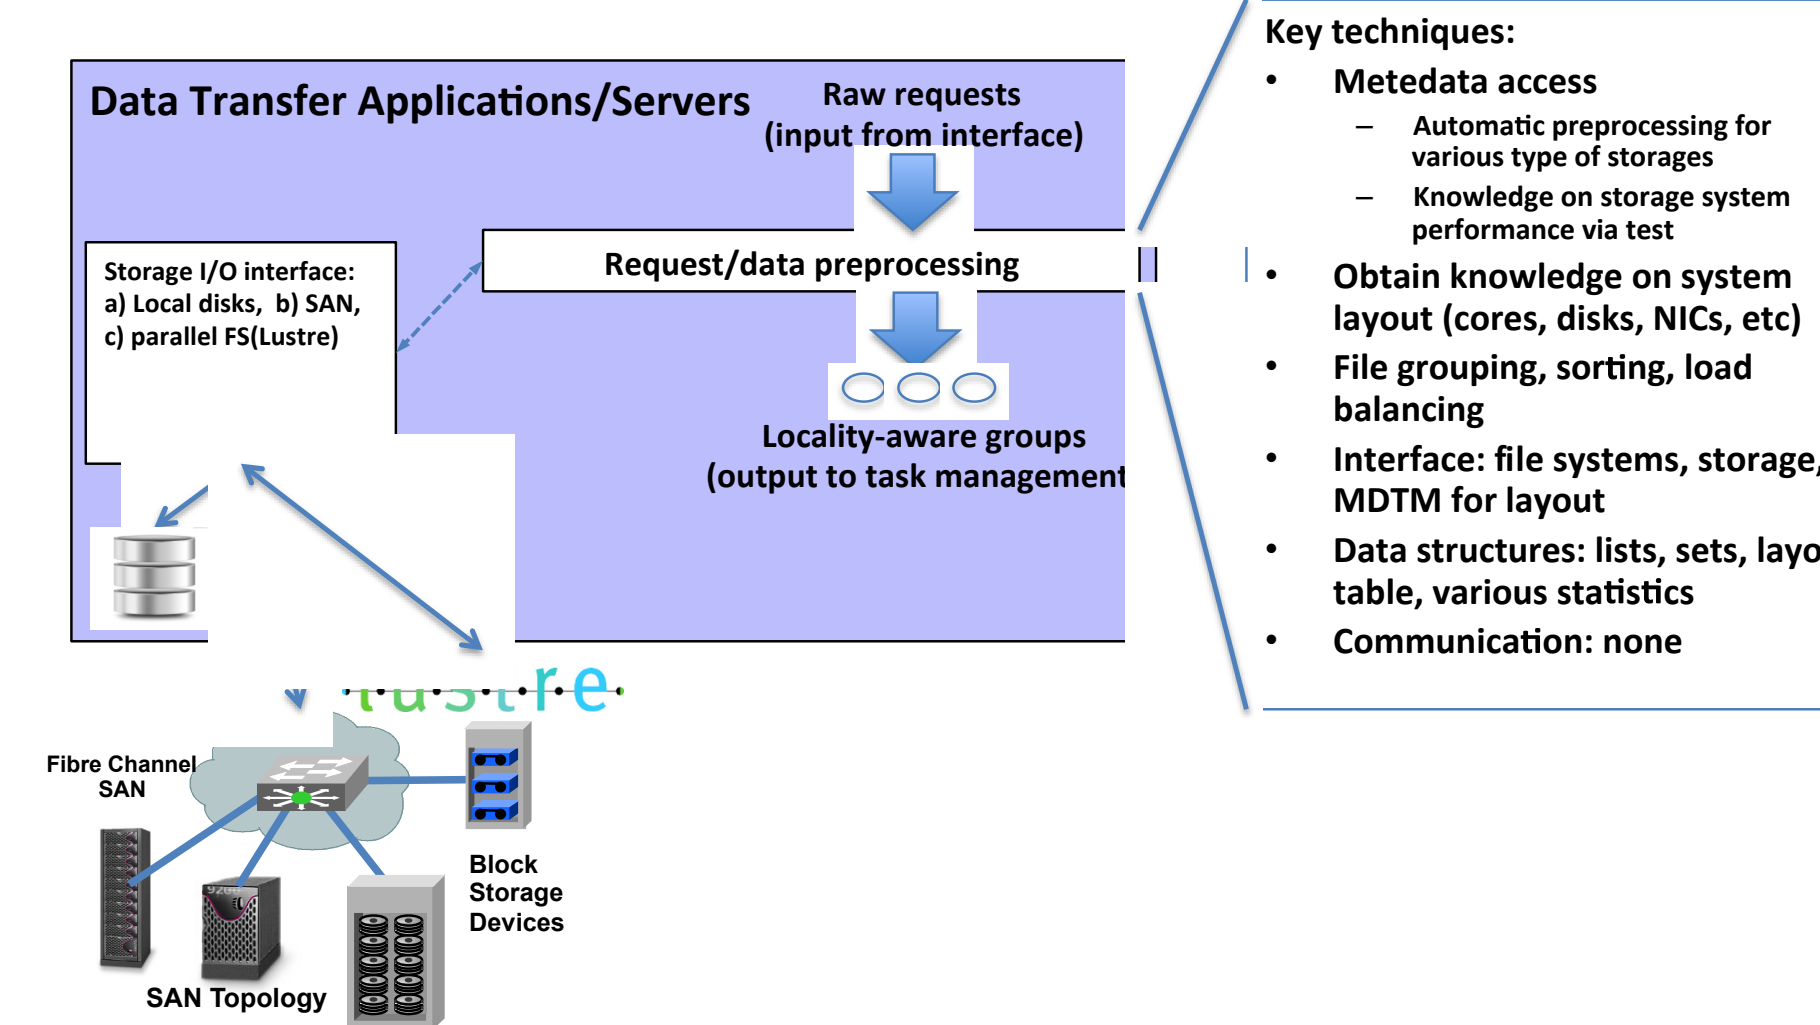 Data Transfer Applications/Servers
Raw requests
(input from interface)
Request/data preprocessing
Storage I/O interface:
a) Local disks, b) SAN,
c) parallel FS(Lustre)
Locality-aware groups
(output to task management
lustre
Fibre Channel
SAN
9200
Block
Storage
Devices
SAN Topology
Key techniques:
• Metedata access
– Automatic preprocessing for
various type of storages
– Knowledge on storage system
performance via test
• Obtain knowledge on system
layout (cores, disks, NICs, etc)
• File grouping, sorting, load
balancing
• Interface: file systems, storage,
MDTM for layout
• Data structures: lists, sets, layo
table, various statistics
• Communication: none